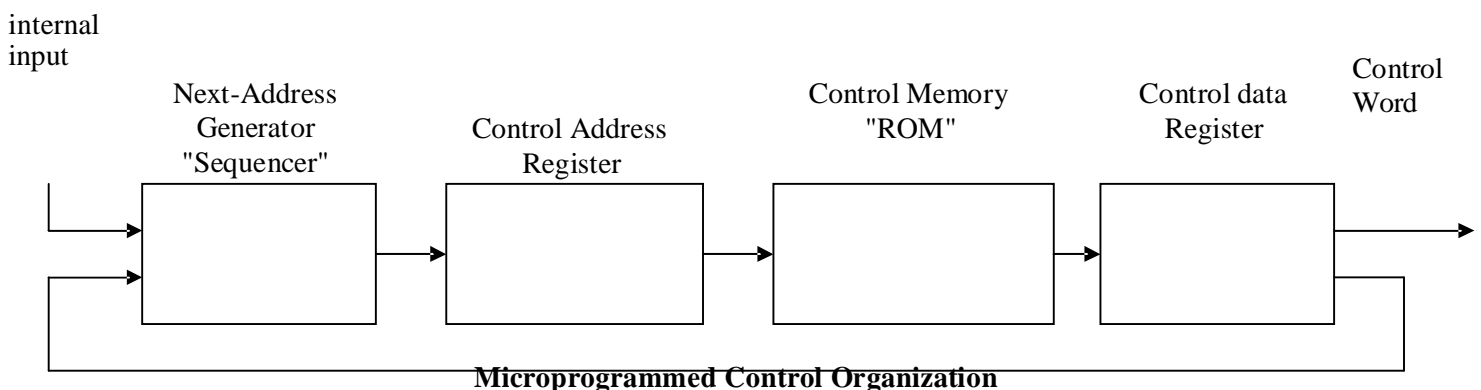 internal
input
Next-Address
Generator
"Sequencer"
Control Address
Register
Control Memory
"ROM"
Control data
Register
Control
Word
Microprogrammed Control Organization